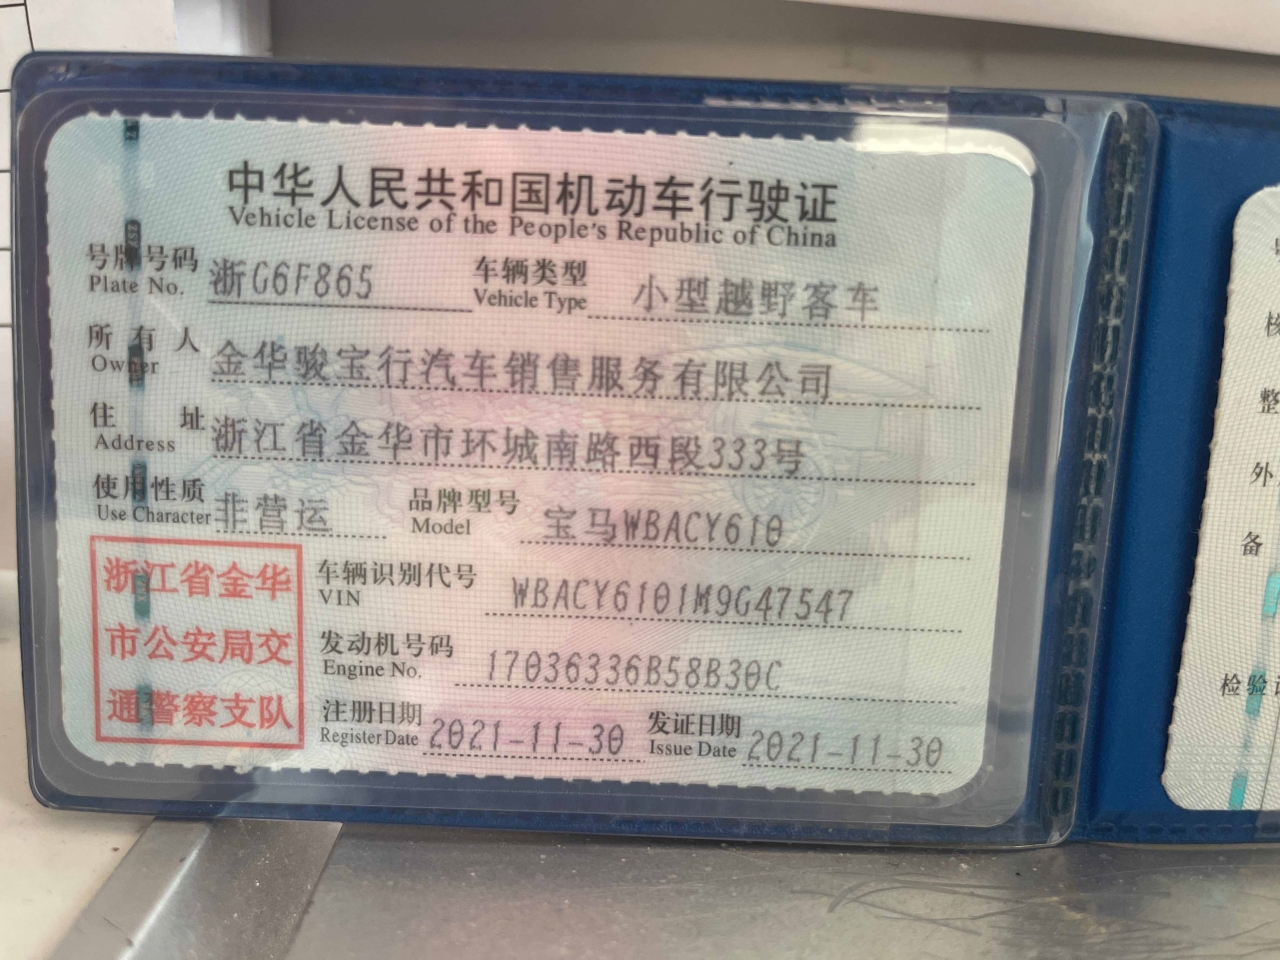 中华人民共和国机动车行驶证
Vehicle License of the People's Republic of China
号牌号码 浙G6F865 车辆类型 小型越野客车
Plate No. Vehicle Type
所有人 金华骏宝行汽车销售服务有限公司
Owner
住址 浙江省金华市环城南路西段333号
Address
使用性质 非营运 品牌型号 宝马WBACY610
Use Character Model
浙江省金华
市公安局交
通警察支队
车辆识别代号 WBACY6101M9G47547
VIN
发动机号码 17036336B58B30C
Engine No.
注册日期 2021-11-30 发证日期 2021-11-30
Register Date Issue Date
整
外
备
检验